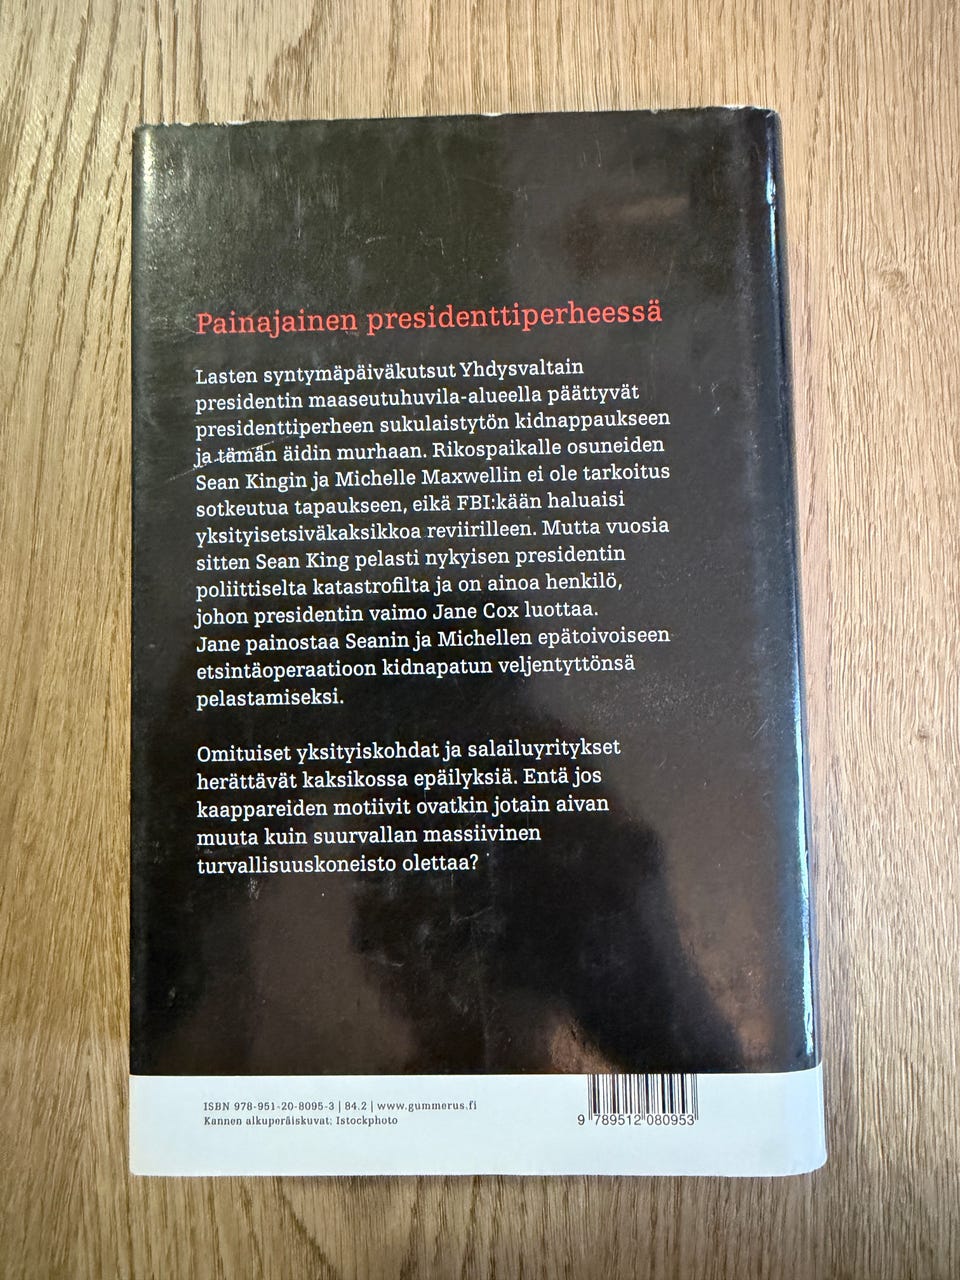 Painajainen presidenttiperheessä
Lasten syntymäpäiväkutsut Yhdysvaltain
presidentin maaseutuhuvila-alueella päättyvät
presidenttiperheen sukulaistytön kidnappaukseen
ja tämän äidin murhaan. Rikospaikalle osuneiden
Sean Kingin ja Michelle Maxwellin ei ole tarkoitus
sotkeutua tapaukseen, eikä FBI:kään haluaisi
yksityisetsiväkaksikkoa reviirilleen. Mutta vuosia
sitten Sean King pelasti nykyisen presidentin
poliittiselta katastrofilta ja on ainoa henkilö,
johon presidentin vaimo Jane Cox luottaa.
Jane painostaa Seanin ja Michellen epätoivoiseen
etsintäoperaatioon kidnapatun veljentyttönsä
pelastamiseksi.
Omituiset yksityiskohdat ja salailuyritykset
herättävät kaksikossa epäilyksiä. Entä jos
kaappareiden motiivit ovatkin jotain aivan
muuta kuin suurvallan massiivinen
turvallisuuskoneisto olettaa?
ISBN 978-951-20-8095-3 | 84.2 | www.gummerus.fi
Kannen alkuperäiskuvat: Istockphoto
9 789512 080953